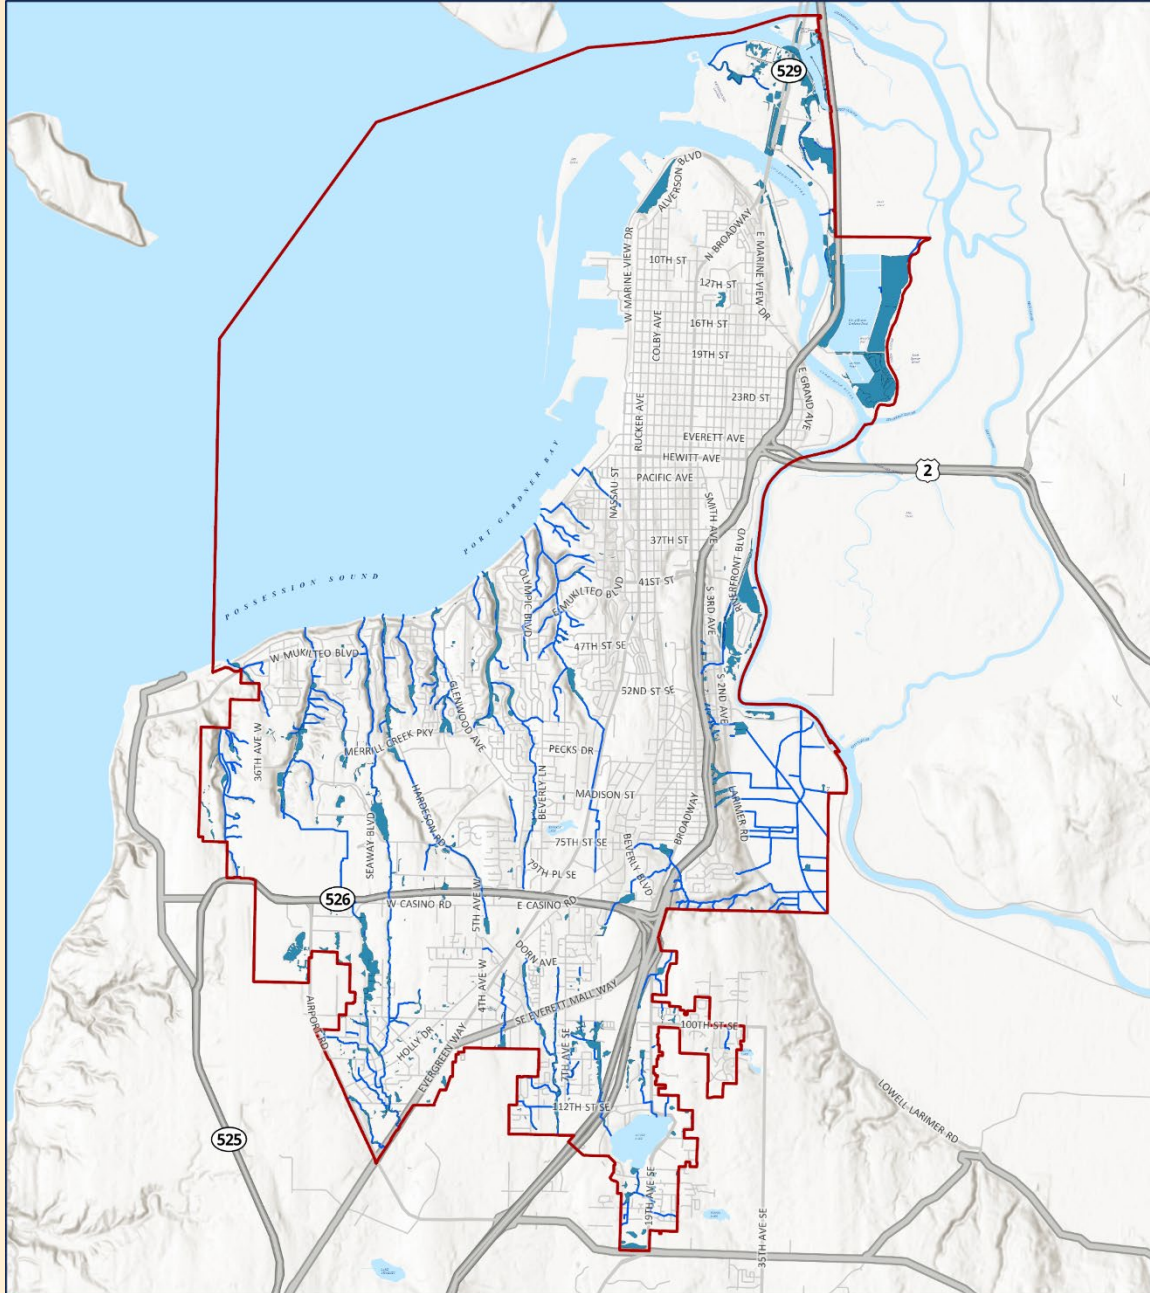 529
ALVERSON BLVD
N BROADWAY
W MARINE VIEW DR
E MARINE VIEW DR
10TH ST
12TH ST
16TH ST
COLBY AVE
19TH ST
E GRAND AVE
23RD ST
RUCKER AVE
EVERETT AVE
HEWITT AVE
2
PACIFIC AVE
NASSAU ST
SMITH AVE
PORT GARDNER BAY
37TH ST
RIVERFRONT BLVD
POSSESSION SOUND
OLYMPIC BLVD
E MUKILTEO BLVD
41ST ST
S 3RD AVE
W MUKILTEO BLVD
47TH ST SE
52ND ST SE
S 2ND AVE
GLENWOOD AVE
36TH AVE W
MERRILL CREEK PKY
PECKS DR
BEVERLY LN
MADISON ST
HARDESON RD
SEAWAY BLVD
BROADWAY
LARIMER RD
75TH ST SE
79TH PL SE
BEVERLY BLVD
526
W CASINO RD
5TH AVE W
E CASINO RD
DORN AVE
4TH AVE W
SE EVERETT MALL WAY
AIRPORT RD
HOLLY DR
EVERGREEN WAY
7TH AVE SE
100TH ST SE
112TH ST SE
525
LOWELL LARIMER RD
19TH AVE SE
35TH AVE SE